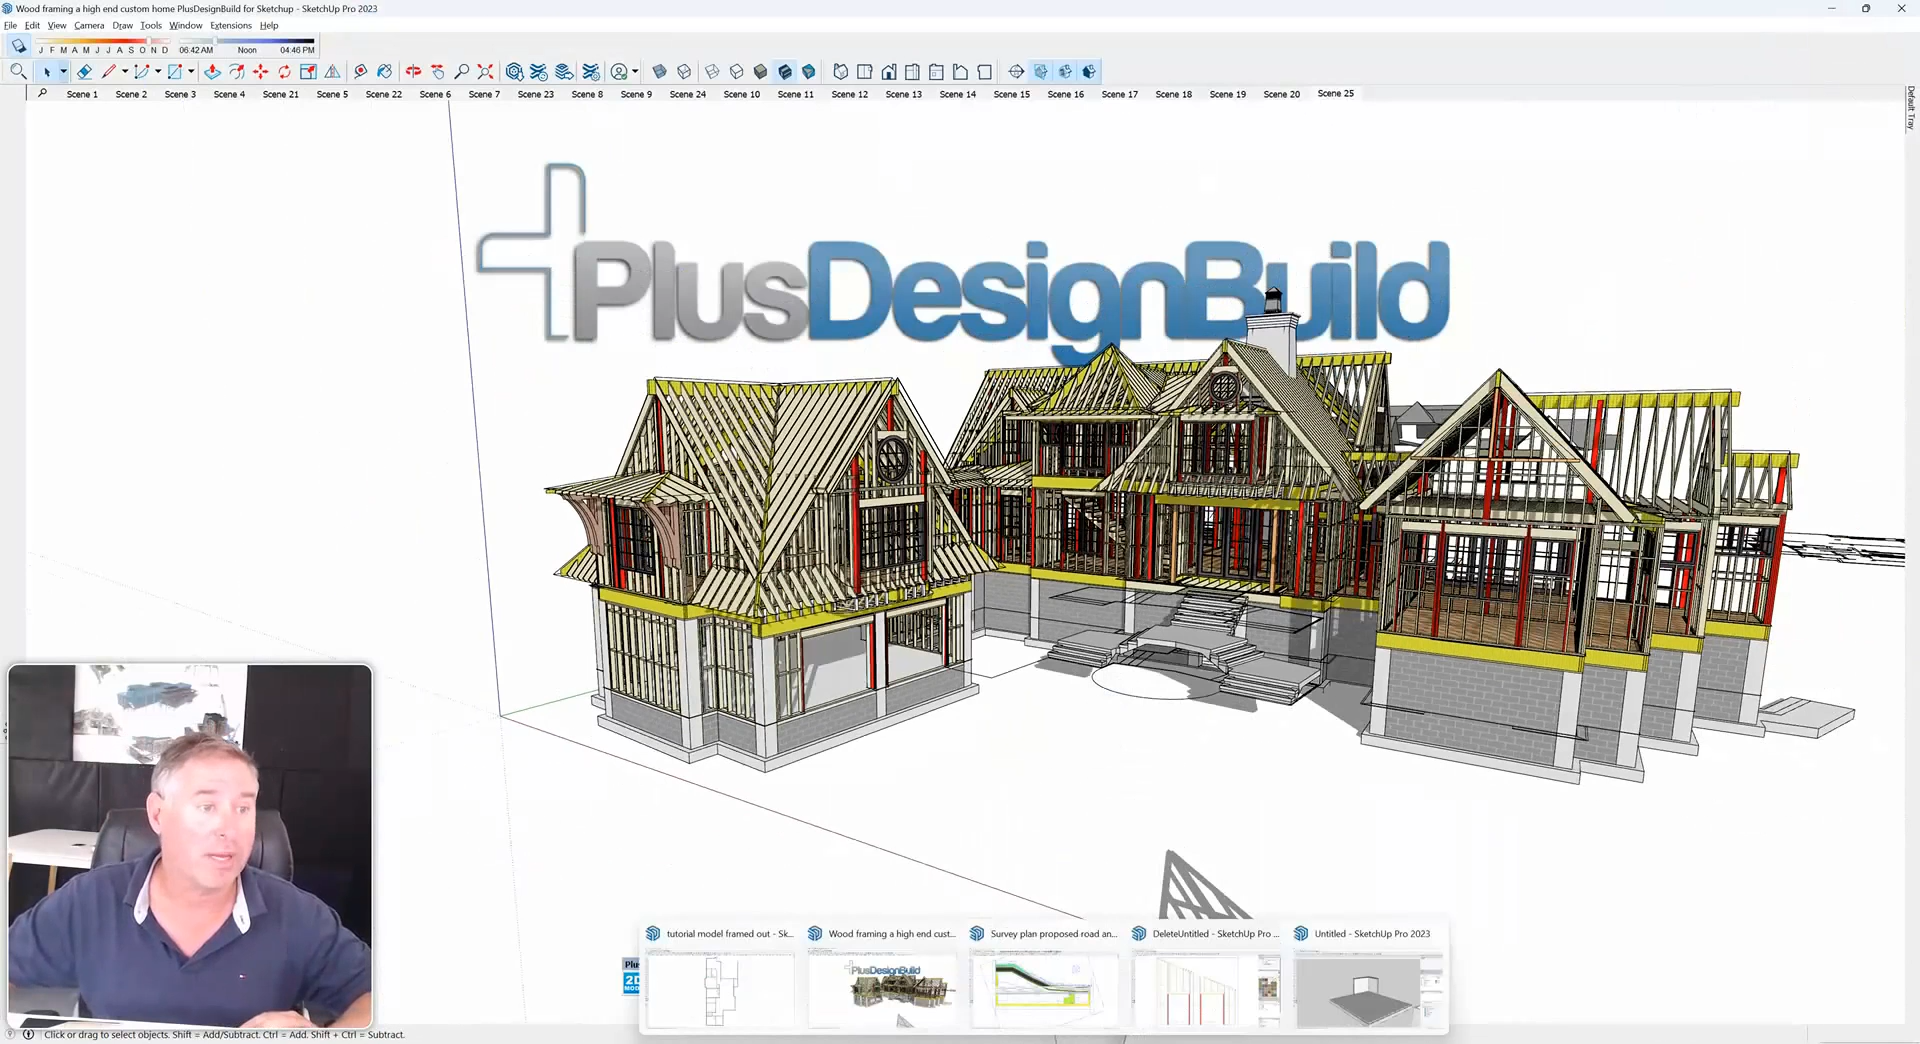 Wood framing a high end custom home PlusDesignBuild for Sketchup - SketchUp Pro 2023
File Edit View Camera Draw Tools Window Extensions Help
J F M A M J J A S O N D 06:42 AM Noon 04:46 PM
Scene 1 Scene 2 Scene 3 Scene 4 Scene 21 Scene 5 Scene 22 Scene 6 Scene 7 Scene 23 Scene 8 Scene 9 Scene 24 Scene 10 Scene 11 Scene 12 Scene 13 Scene 14 Scene 15 Scene 16 Scene 17 Scene 18 Scene 19 Scene 20 Scene 25
Default Tray
PlusDesignBuild
tutorial model framed out - Sk... Wood framing a high end cust... Survey plan proposed road an... DeleteUntitled - SketchUp Pro ... Untitled - SketchUp Pro 2023
PlusDesignBuild
Click or drag to select objects. Shift = Add/Subtract. Ctrl = Add. Shift + Ctrl = Subtract.